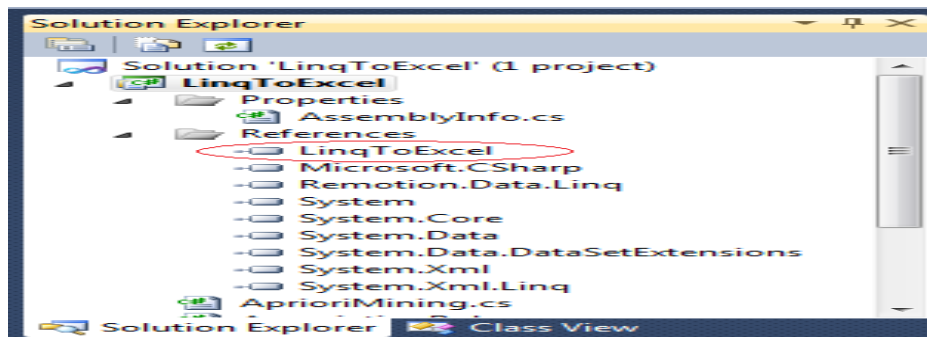 Solution Explorer
Solution 'LinqToExcel' (1 project)
LinqToExcel
Properties
AssemblyInfo.cs
References
LinqToExcel
Microsoft.CSharp
Remotion.Data.Linq
System
System.Core
System.Data
System.Data.DataSetExtensions
System.Xml
System.Xml.Linq
AprioriMining.cs
Solution Explorer Class View